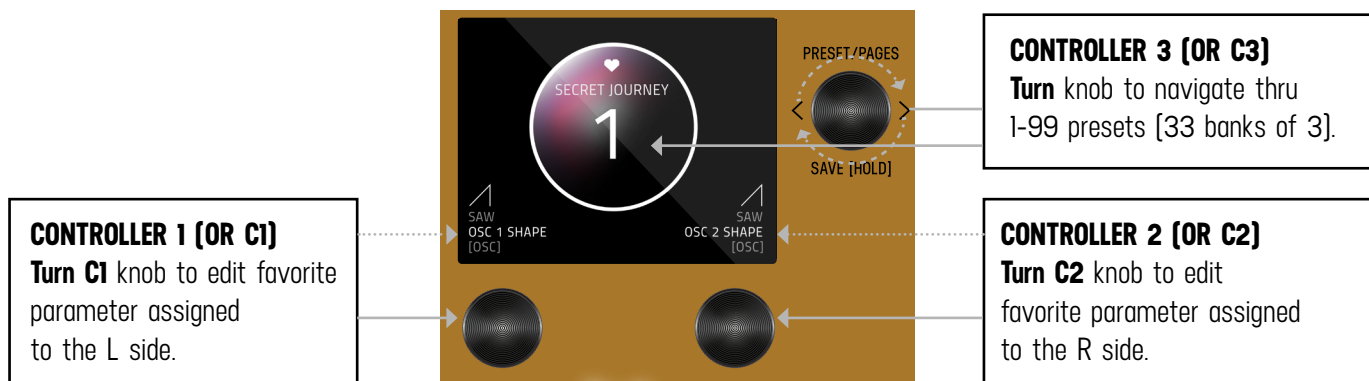 CONTROLLER 3 (OR C3)
Turn knob to navigate thru
1-99 presets (33 banks of 3).
PRESET/PAGES
SAVE [HOLD]
SECRET JOURNEY
1
SAW
OSC 1 SHAPE
[OSC]
SAW
OSC 2 SHAPE
[OSC]
CONTROLLER 1 (OR C1)
Turn C1 knob to edit favorite
parameter assigned
to the L side.
CONTROLLER 2 (OR C2)
Turn C2 knob to edit
favorite parameter assigned
to the R side.